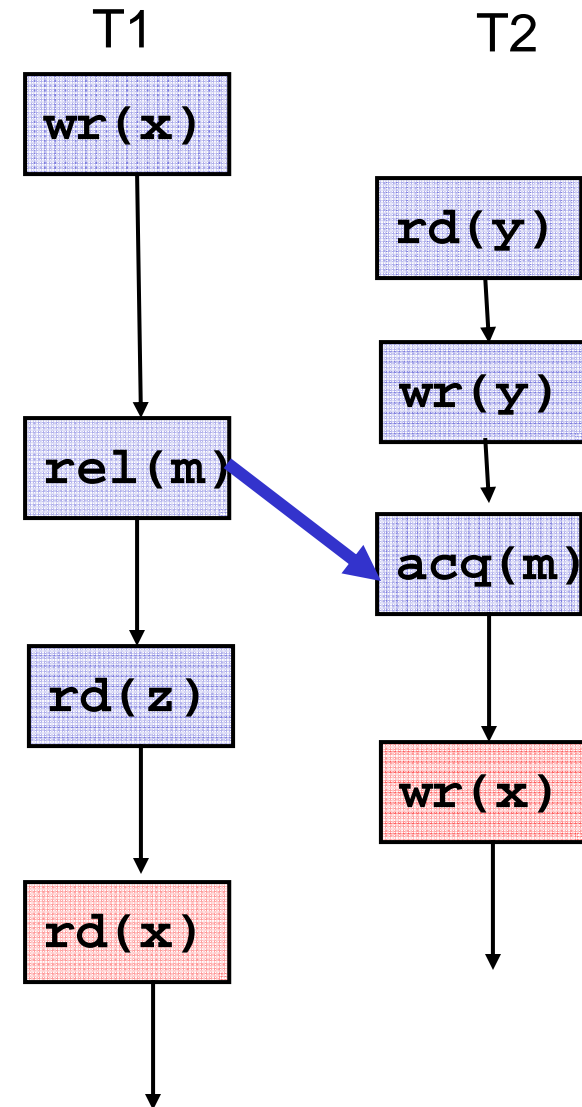 T1
wr(x)
rel(m)
rd(z)
rd(x)
T2
rd(y)
wr(y)
acq(m)
wr(x)